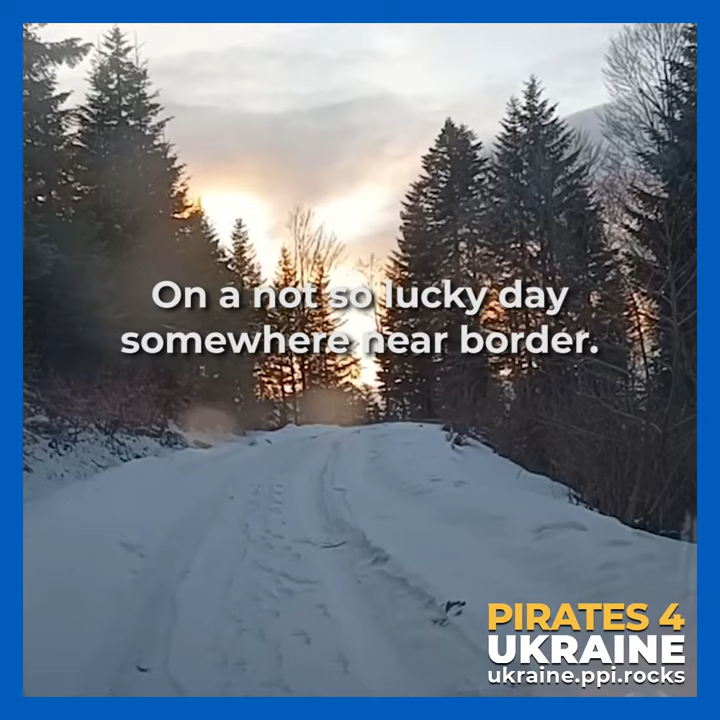 On a not so lucky day
somewhere near border.
PIRATES 4
UKRAINE
ukraine.ppi.rocks